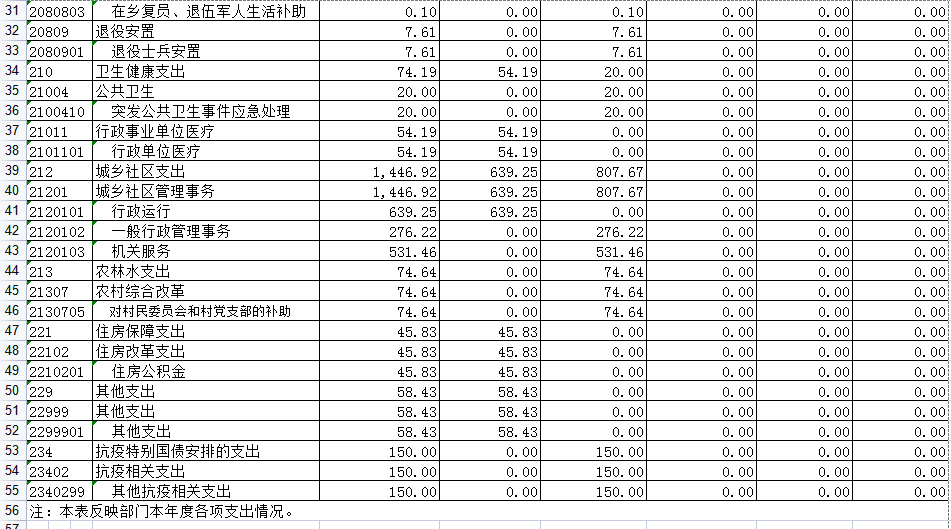 31 2080803 在乡复员、退伍军人生活补助 0.10 0.00 0.10 0.00 0.00 0.00
32 20809 退役安置 7.61 0.00 7.61 0.00 0.00 0.00
33 2080901 退役士兵安置 7.61 0.00 7.61 0.00 0.00 0.00
34 210 卫生健康支出 74.19 54.19 20.00 0.00 0.00 0.00
35 21004 公共卫生 20.00 0.00 20.00 0.00 0.00 0.00
36 2100410 突发公共卫生事件应急处理 20.00 0.00 20.00 0.00 0.00 0.00
37 21011 行政事业单位医疗 54.19 54.19 0.00 0.00 0.00 0.00
38 2101101 行政单位医疗 54.19 54.19 0.00 0.00 0.00 0.00
39 212 城乡社区支出 1,446.92 639.25 807.67 0.00 0.00 0.00
40 21201 城乡社区管理事务 1,446.92 639.25 807.67 0.00 0.00 0.00
41 2120101 行政运行 639.25 639.25 0.00 0.00 0.00 0.00
42 2120102 一般行政管理事务 276.22 0.00 276.22 0.00 0.00 0.00
43 2120103 机关服务 531.46 0.00 531.46 0.00 0.00 0.00
44 213 农林水支出 74.64 0.00 74.64 0.00 0.00 0.00
45 21307 农村综合改革 74.64 0.00 74.64 0.00 0.00 0.00
46 2130705 对村民委员会和村党支部的补助 74.64 0.00 74.64 0.00 0.00 0.00
47 221 住房保障支出 45.83 45.83 0.00 0.00 0.00 0.00
48 22102 住房改革支出 45.83 45.83 0.00 0.00 0.00 0.00
49 2210201 住房公积金 45.83 45.83 0.00 0.00 0.00 0.00
50 229 其他支出 58.43 58.43 0.00 0.00 0.00 0.00
51 22999 其他支出 58.43 58.43 0.00 0.00 0.00 0.00
52 2299901 其他支出 58.43 58.43 0.00 0.00 0.00 0.00
53 234 抗疫特别国债安排的支出 150.00 0.00 150.00 0.00 0.00 0.00
54 23402 抗疫相关支出 150.00 0.00 150.00 0.00 0.00 0.00
55 2340299 其他抗疫相关支出 150.00 0.00 150.00 0.00 0.00 0.00
56 注：本表反映部门本年度各项支出情况。
57